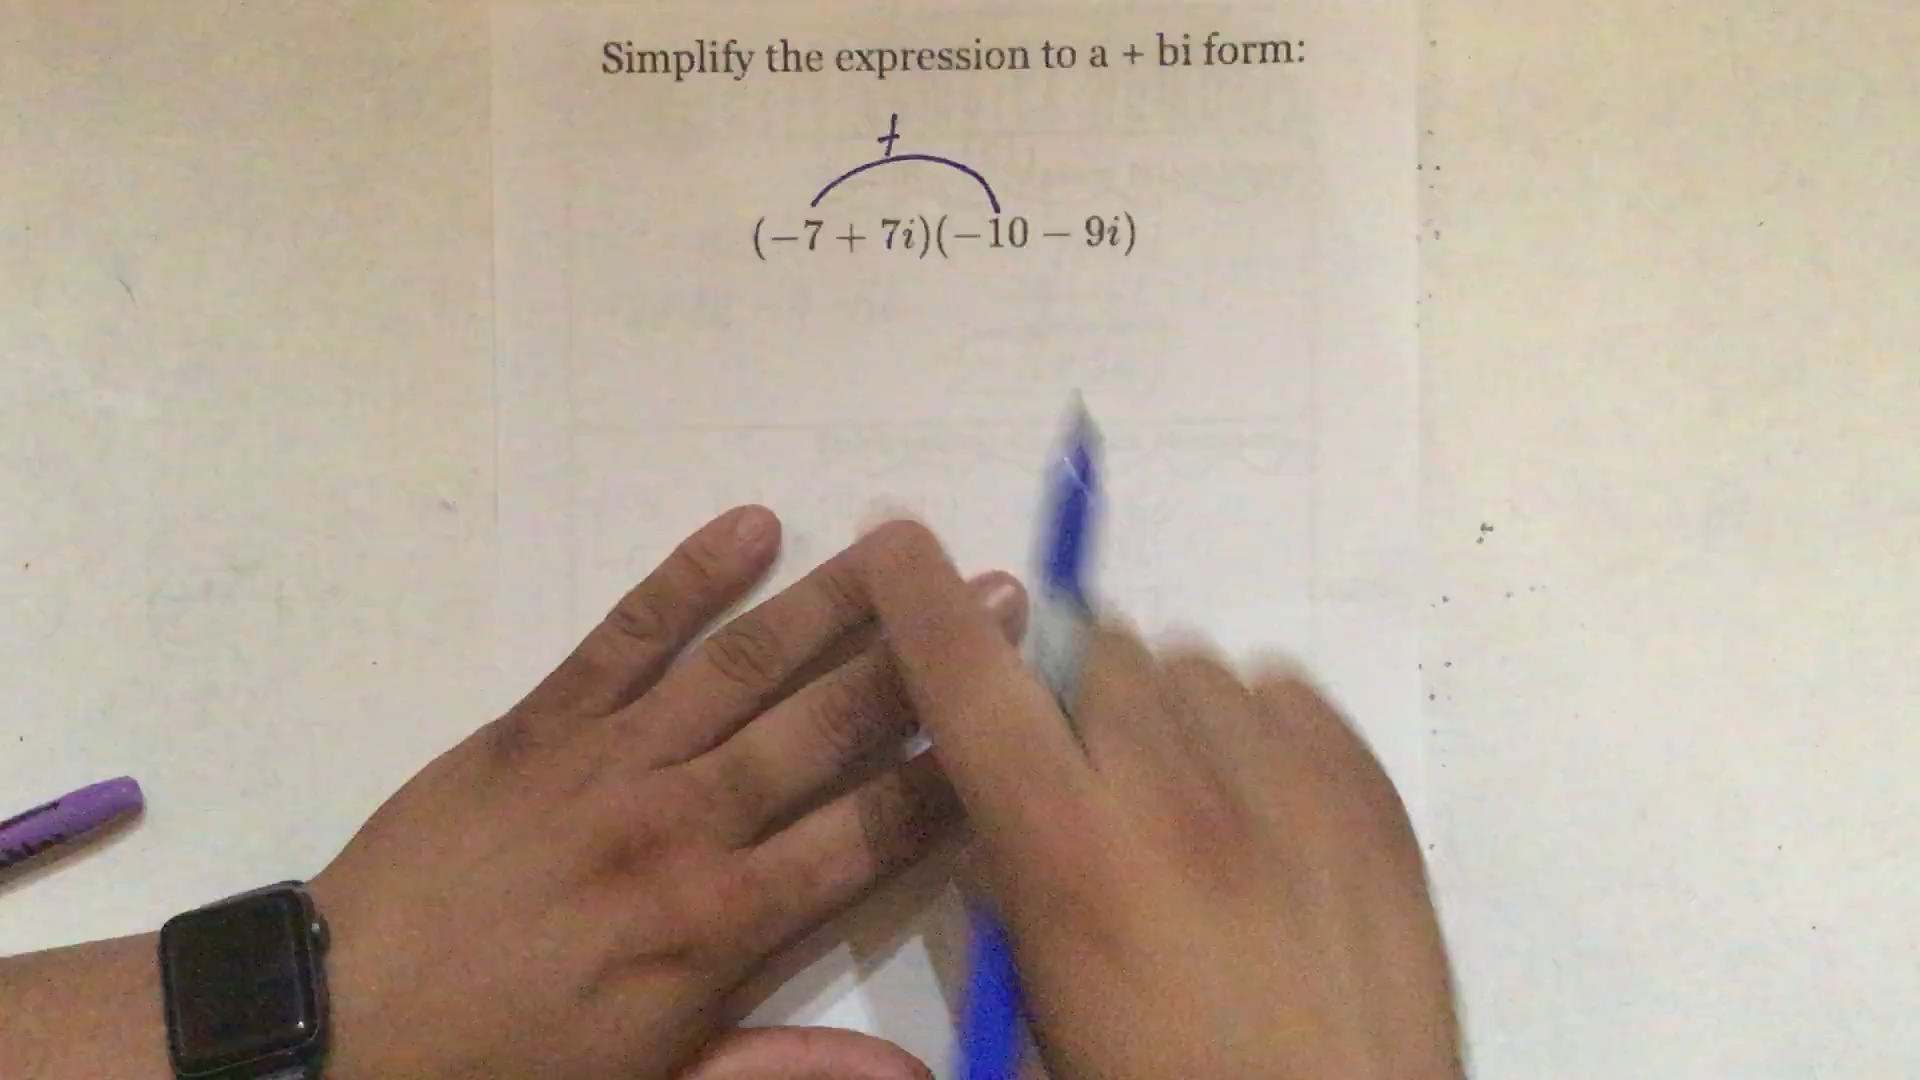 Simplify the expression to a + bi form:
+
(−7 + 7i)(−10 − 9i)